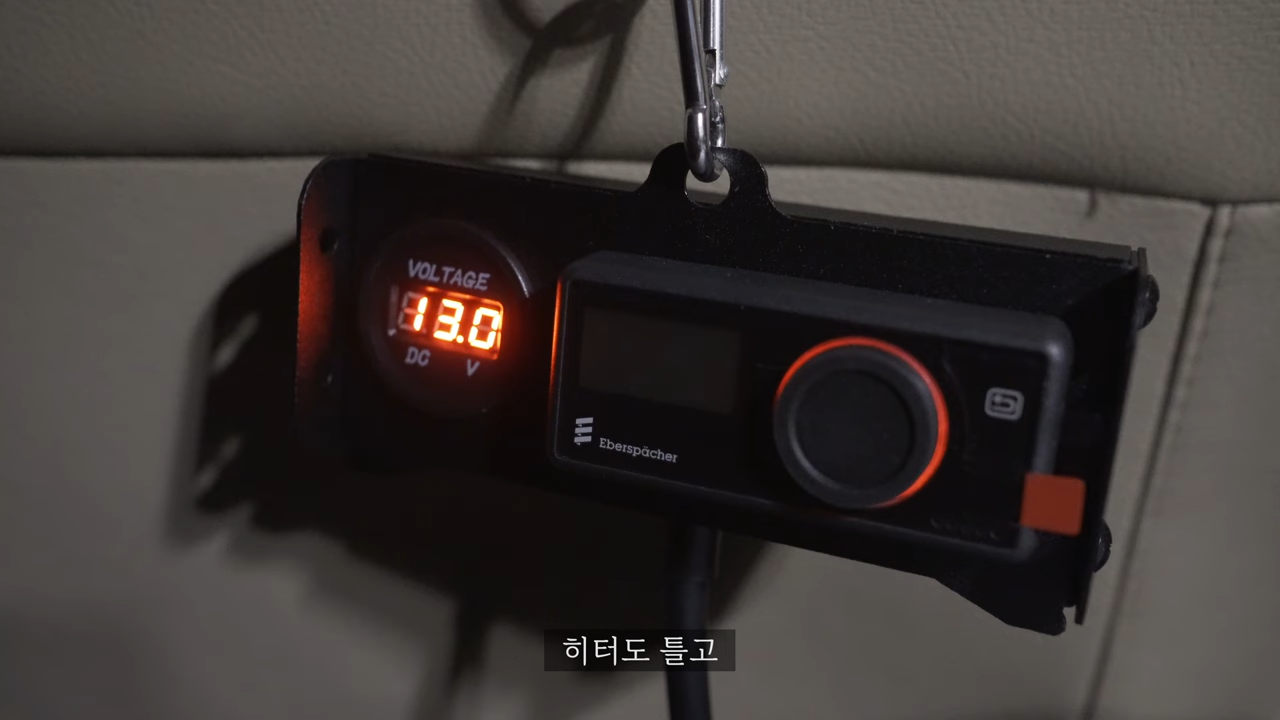 VOLTAGE
13.0
DC V
Eberspächer
히터도 틀고